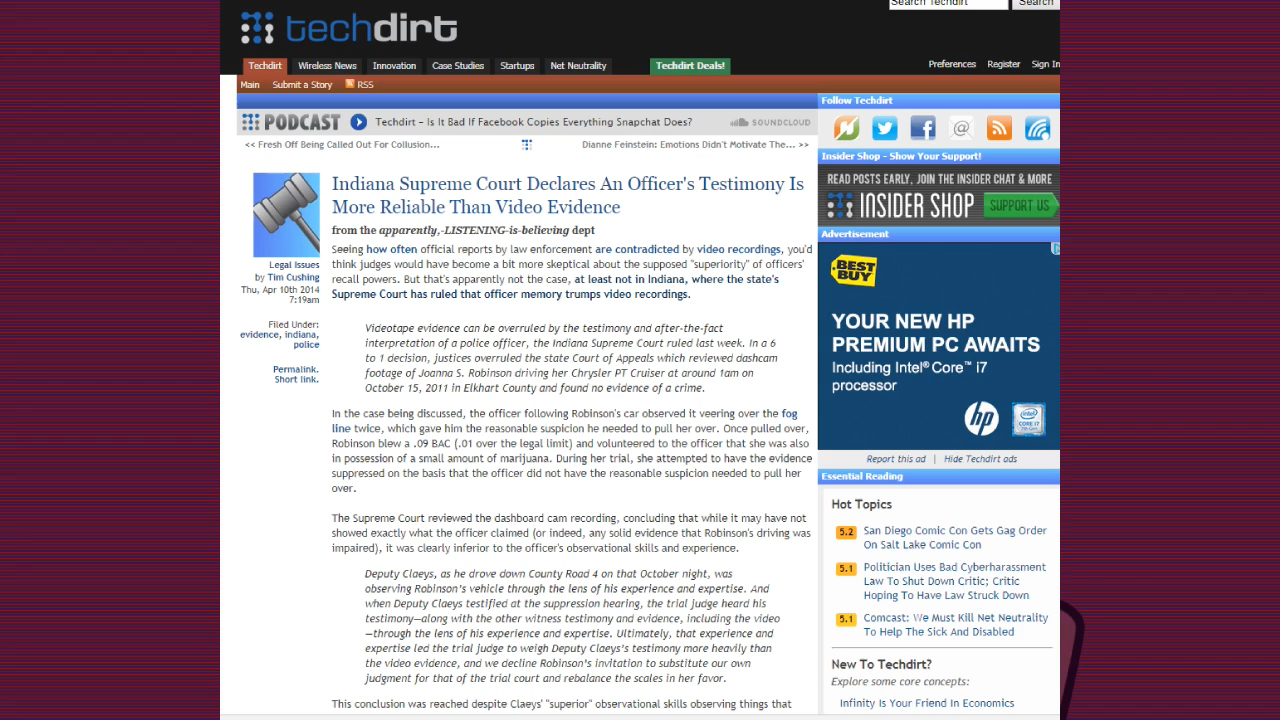 Search Techdirt Search
techdirt
Techdirt Wireless News Innovation Case Studies Startups Net Neutrality Techdirt Deals! Preferences Register Sign In
Main Submit a Story RSS
PODCAST Techdirt - Is It Bad If Facebook Copies Everything Snapchat Does? SOUNDCLOUD
<< Fresh Off Being Called Out For Collusion... Dianne Feinstein: Emotions Didn't Motivate The... >>
Indiana Supreme Court Declares An Officer's Testimony Is
More Reliable Than Video Evidence
from the apparently,-LISTENING-is-believing dept
Legal Issues
by Tim Cushing
Thu, Apr 10th 2014
7:19am
Filed Under:
evidence, indiana,
police
Permalink.
Short link.
Seeing how often official reports by law enforcement are contradicted by video recordings, you'd
think judges would have become a bit more skeptical about the supposed "superiority" of officers'
recall powers. But that's apparently not the case, at least not in Indiana, where the state's
Supreme Court has ruled that officer memory trumps video recordings.
Videotape evidence can be overruled by the testimony and after-the-fact
interpretation of a police officer, the Indiana Supreme Court ruled last week. In a 6
to 1 decision, justices overruled the state Court of Appeals which reviewed dashcam
footage of Joanna S. Robinson driving her Chrysler PT Cruiser at around 1am on
October 15, 2011 in Elkhart County and found no evidence of a crime.
In the case being discussed, the officer following Robinson's car observed it veering over the fog
line twice, which gave him the reasonable suspicion he needed to pull her over. Once pulled over,
Robinson blew a .09 BAC (.01 over the legal limit) and volunteered to the officer that she was also
in possession of a small amount of marijuana. During her trial, she attempted to have the evidence
suppressed on the basis that the officer did not have the reasonable suspicion needed to pull her
over.
The Supreme Court reviewed the dashboard cam recording, concluding that while it may have not
showed exactly what the officer claimed (or indeed, any solid evidence that Robinson's driving was
impaired), it was clearly inferior to the officer's observational skills and experience.
Deputy Claeys, as he drove down County Road 4 on that October night, was
observing Robinson's vehicle through the lens of his experience and expertise. And
when Deputy Claeys testified at the suppression hearing, the trial judge heard his
testimony—along with the other witness testimony and evidence, including the video
—through the lens of his experience and expertise. Ultimately, that experience and
expertise led the trial judge to weigh Deputy Claeys's testimony more heavily than
the video evidence, and we decline Robinson's invitation to substitute our own
judgment for that of the trial court and rebalance the scales in her favor.
This conclusion was reached despite Claeys' "superior" observational skills observing things that
Follow Techdirt
Insider Shop - Show Your Support!
READ POSTS EARLY, JOIN THE INSIDER CHAT & MORE
INSIDER SHOP SUPPORT US
Advertisement
BEST BUY
YOUR NEW HP
PREMIUM PC AWAITS
Including Intel® Core™ i7
processor
hp intel CORE i7
Report this ad | Hide Techdirt ads
Essential Reading
Hot Topics
5.2 San Diego Comic Con Gets Gag Order
On Salt Lake Comic Con
5.1 Politician Uses Bad Cyberharassment
Law To Shut Down Critic; Critic
Hoping To Have Law Struck Down
5.1 Comcast: We Must Kill Net Neutrality
To Help The Sick And Disabled
New To Techdirt?
Explore some core concepts:
Infinity Is Your Friend In Economics